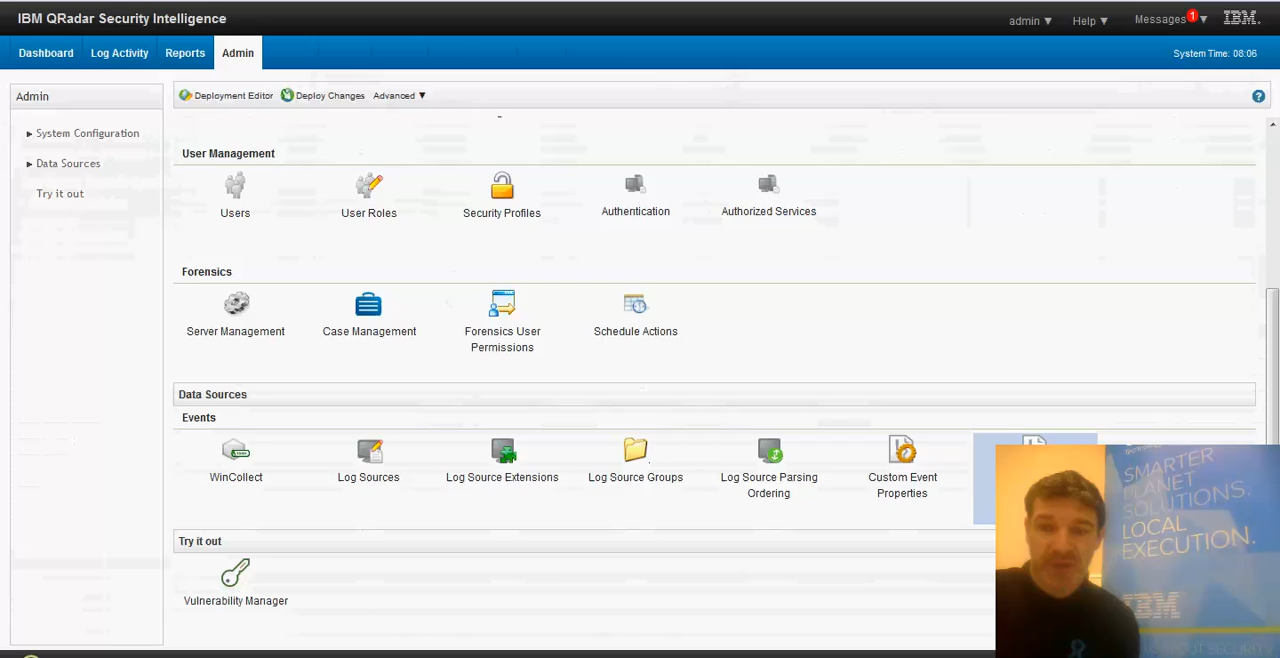 IBM QRadar Security Intelligence
admin ▼ Help ▼ Messages 1 ▼ IBM.
Dashboard Log Activity Reports Admin System Time: 08:06
Admin
System Configuration
Data Sources
Try it out
Deployment Editor Deploy Changes Advanced ▼
User Management
Users User Roles Security Profiles Authentication Authorized Services
Forensics
Server Management Case Management Forensics User Permissions Schedule Actions
Data Sources
Events
WinCollect Log Sources Log Source Extensions Log Source Groups Log Source Parsing Ordering Custom Event Properties
Try it out
Vulnerability Manager
SMARTER
PLANET
SOLUTIONS.
LOCAL
EXECUTION.
IBM